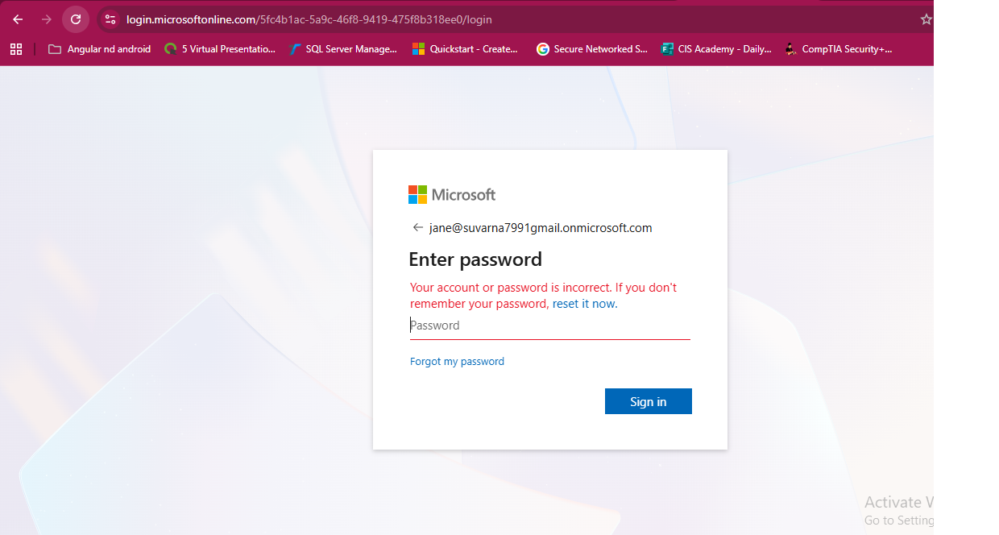 login.microsoftonline.com/5fc4b1ac-5a9c-46f8-9419-475f8b318ee0/login
Angular nd android
5 Virtual Presentatio...
SQL Server Manage...
Quickstart - Create...
Secure Networked S...
CIS Academy - Daily...
CompTIA Security+...
Microsoft
jane@suvarna7991gmail.onmicrosoft.com
Enter password
Your account or password is incorrect. If you don't
remember your password, reset it now.
Password
Forgot my password
Sign in
Activate W
Go to Setting